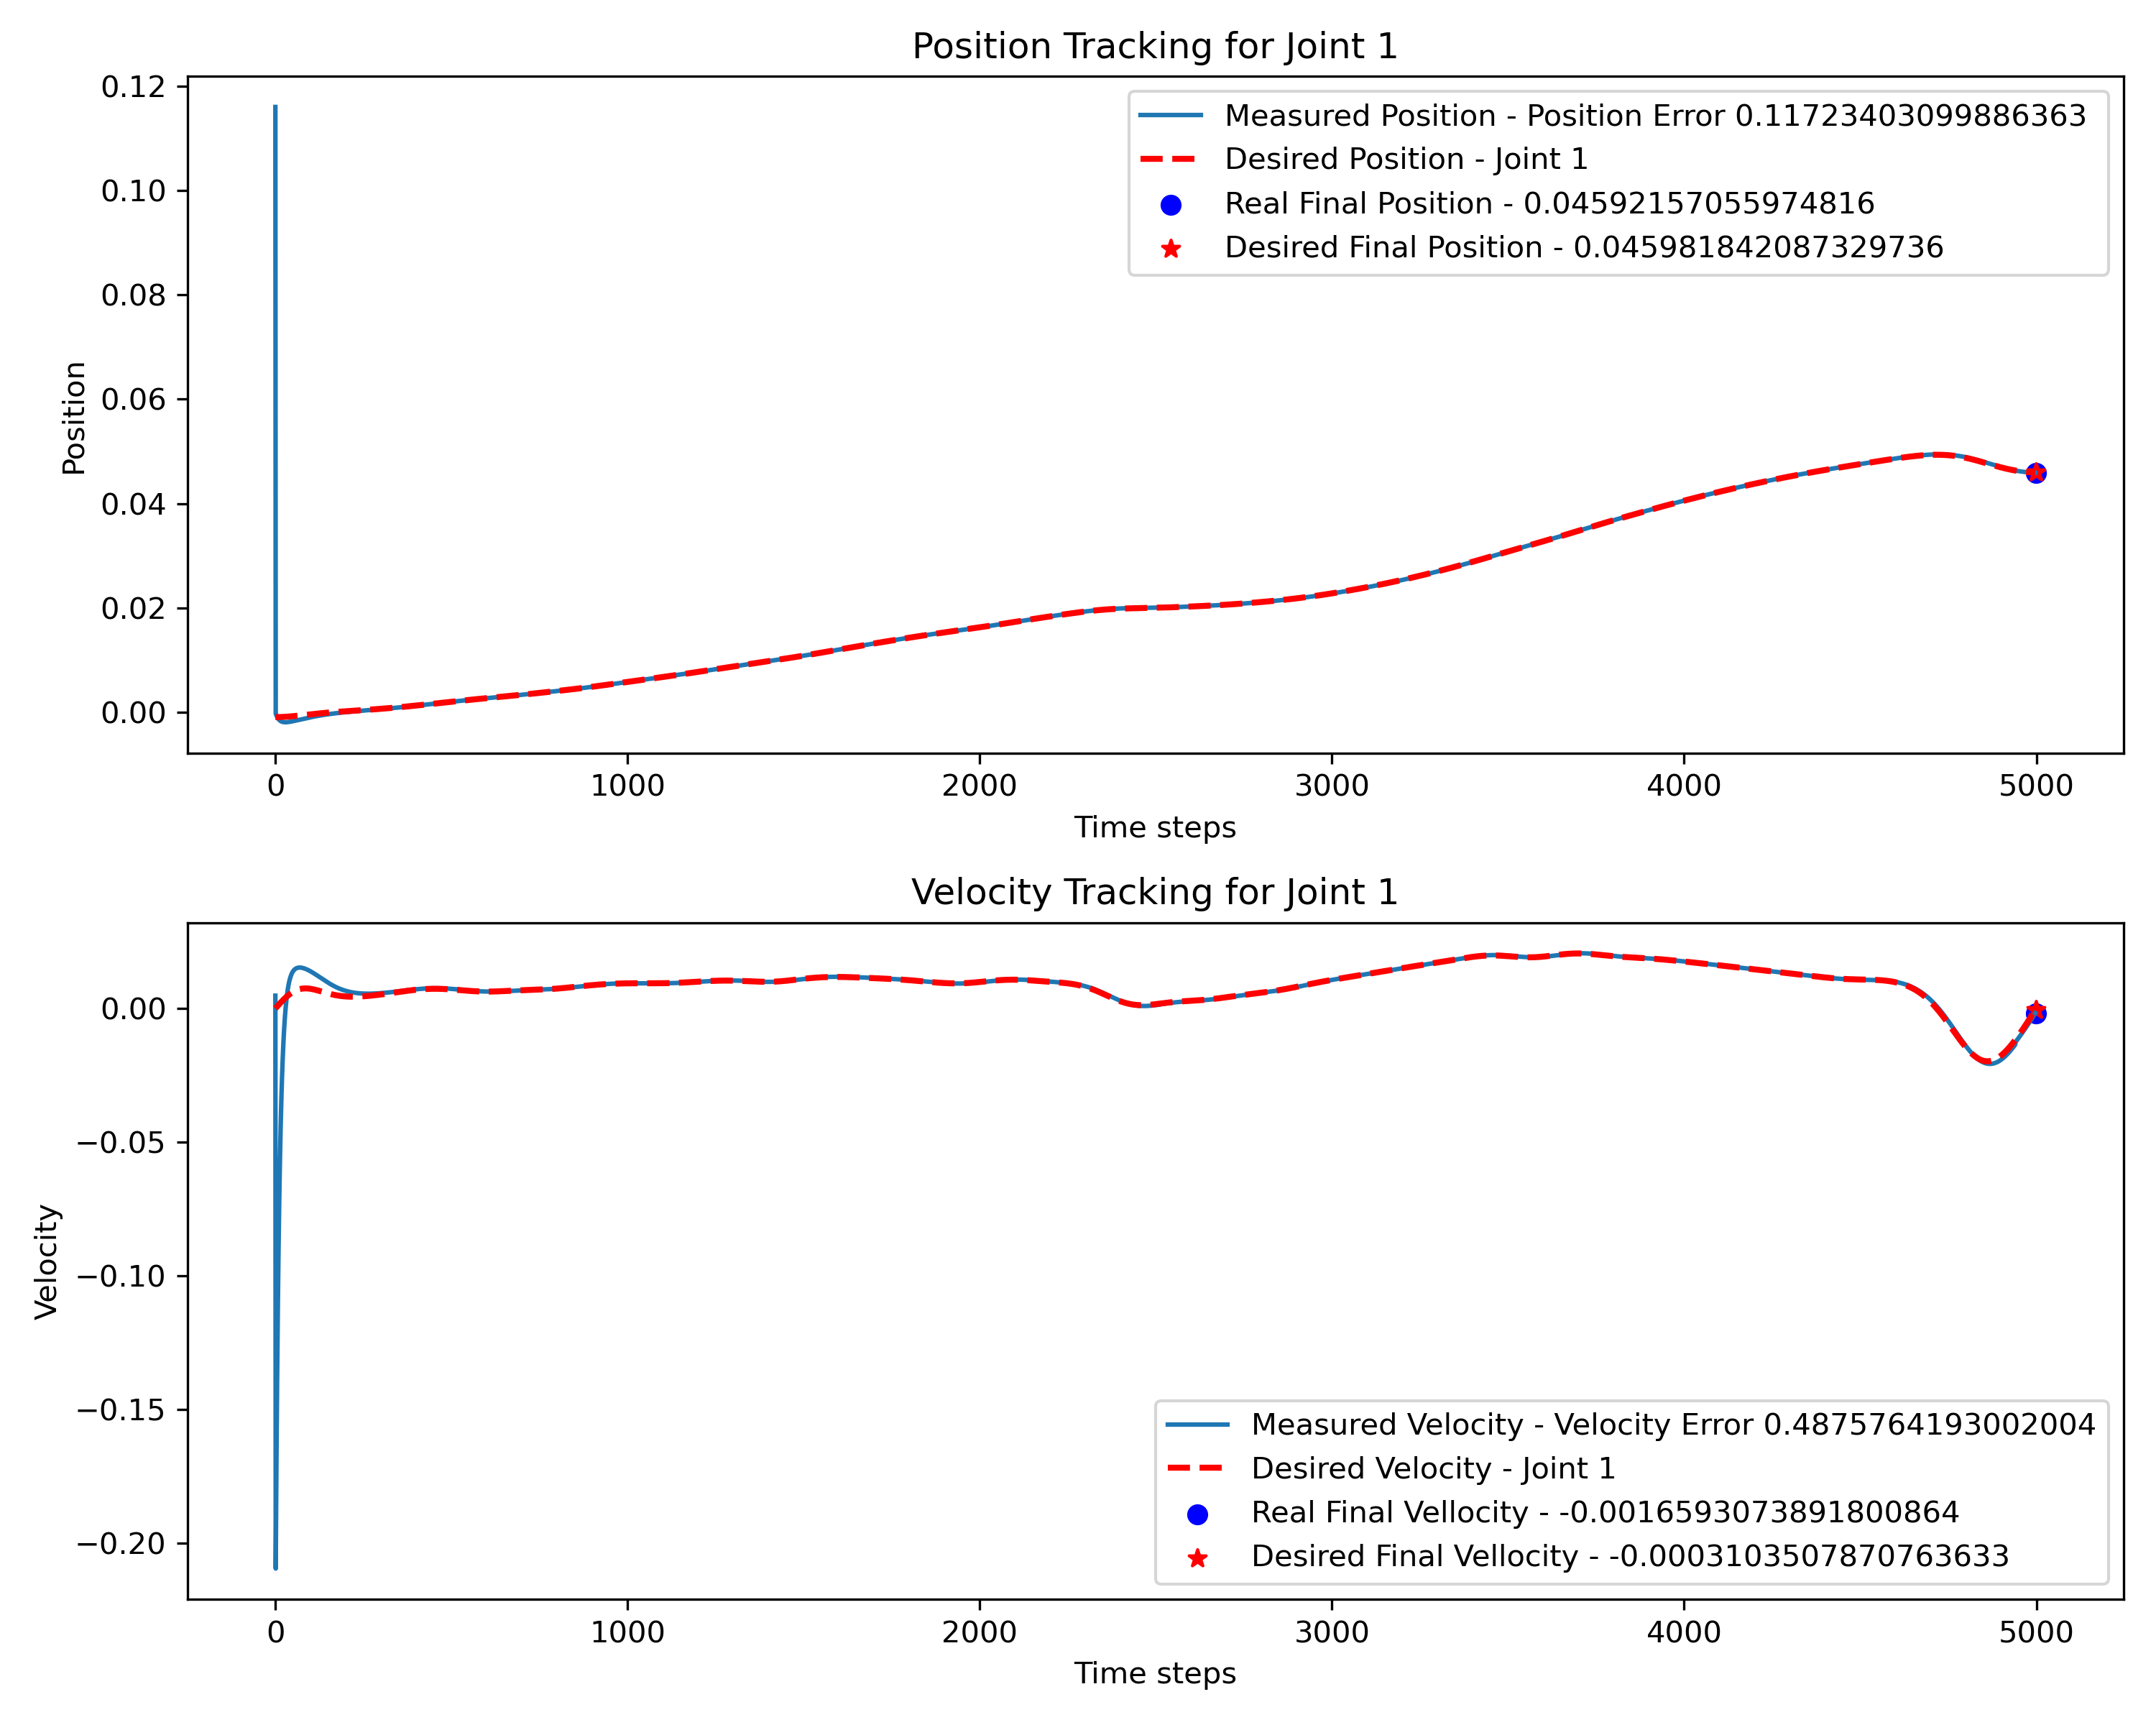 Position Tracking for Joint 1
0.12
0.10
0.08
0.06
0.04
0.02
0.00
Position
Measured Position - Position Error 0.11723403099886363
Desired Position - Joint 1
Real Final Position - 0.04592157055974816
Desired Final Position - 0.045981842087329736
0 1000 2000 3000 4000 5000
Time steps
Velocity Tracking for Joint 1
0.00
−0.05
−0.10
−0.15
−0.20
Velocity
Measured Velocity - Velocity Error 0.4875764193002004
Desired Velocity - Joint 1
Real Final Vellocity - -0.0016593073891800864
Desired Final Vellocity - -0.0003103507870763633
0 1000 2000 3000 4000 5000
Time steps